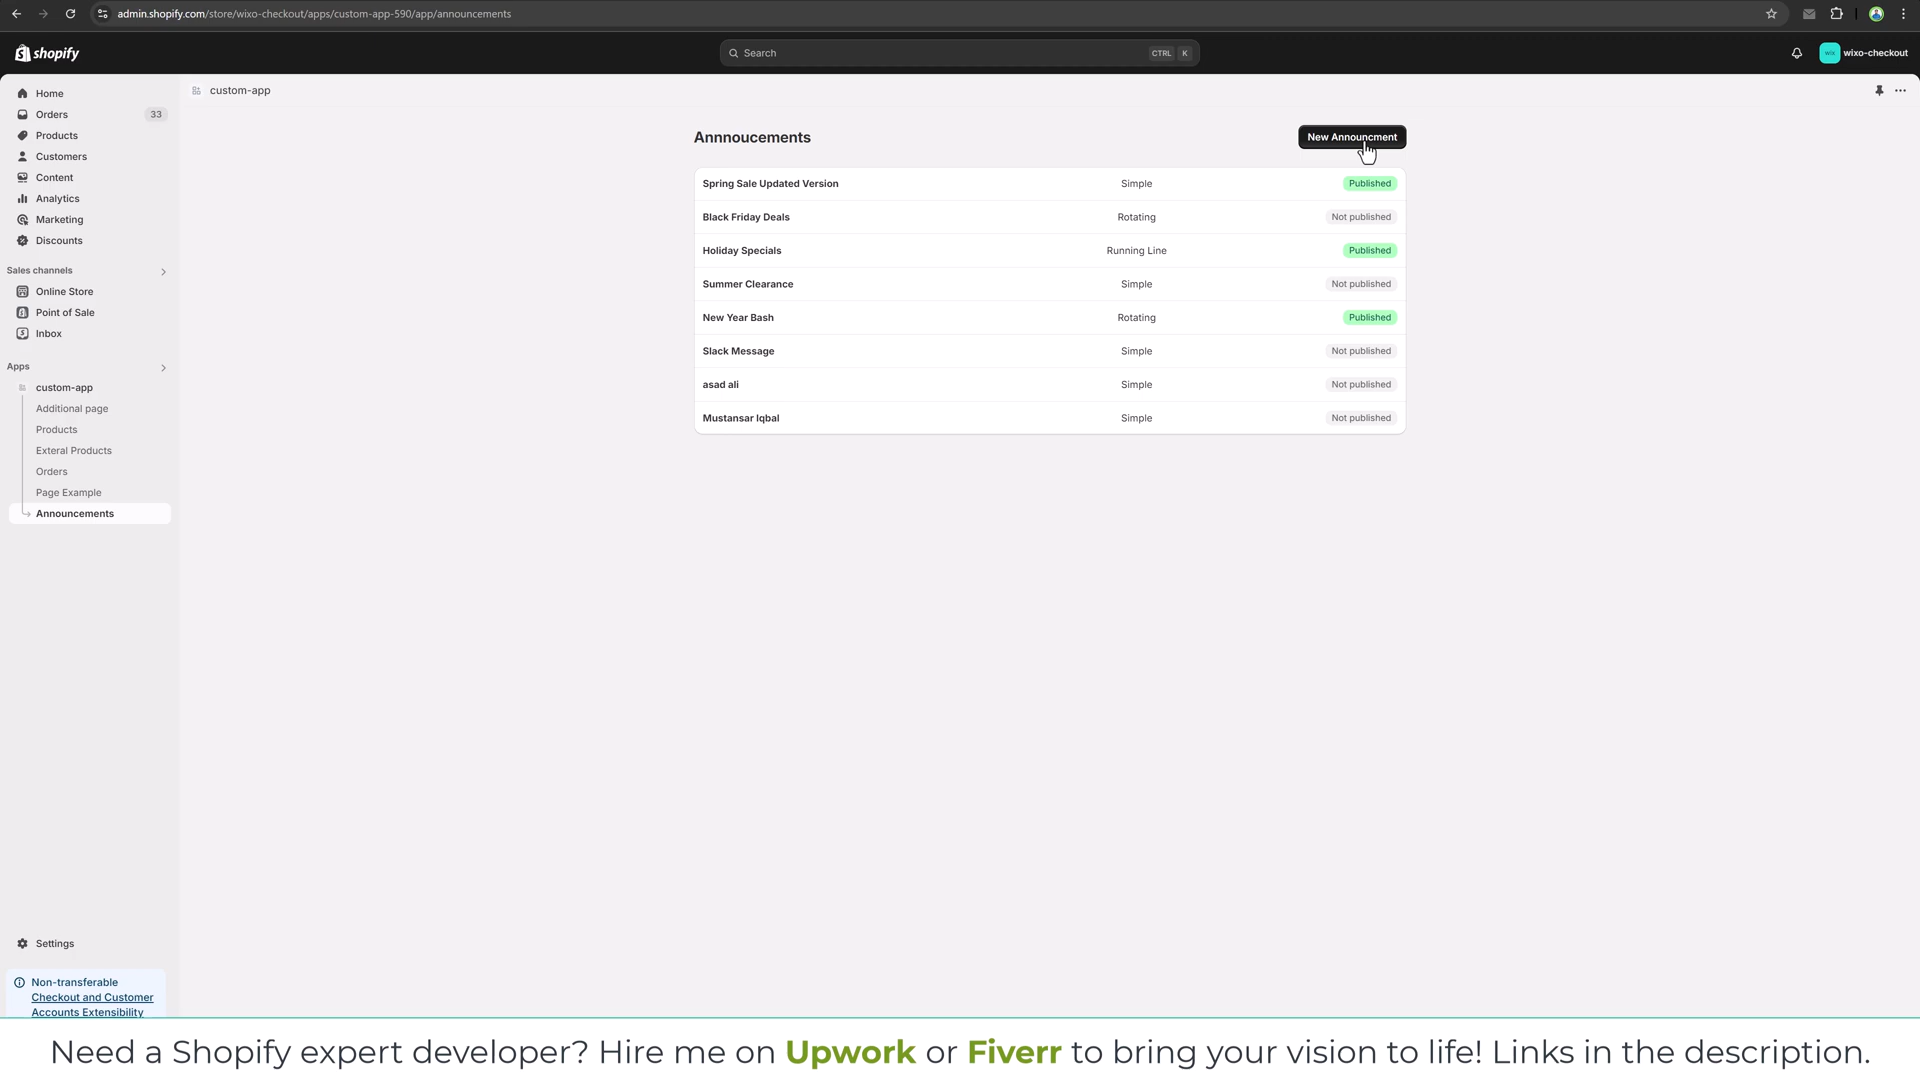 admin.shopify.com/store/wixo-checkout/apps/custom-app-590/app/announcements
shopify
Search
CTRL K
wixo-checkout
Home
Orders 33
Products
Customers
Content
Analytics
Marketing
Discounts
Sales channels
Online Store
Point of Sale
Inbox
Apps
custom-app
Additional page
Products
Exteral Products
Orders
Page Example
Announcements
Settings
Non-transferable
Checkout and Customer
Accounts Extensibility
custom-app
Annnoucements
New Announcment
Spring Sale Updated Version Simple Published
Black Friday Deals Rotating Not published
Holiday Specials Running Line Published
Summer Clearance Simple Not published
New Year Bash Rotating Published
Slack Message Simple Not published
asad ali Simple Not published
Mustansar Iqbal Simple Not published
Need a Shopify expert developer? Hire me on Upwork or Fiverr to bring your vision to life! Links in the description.